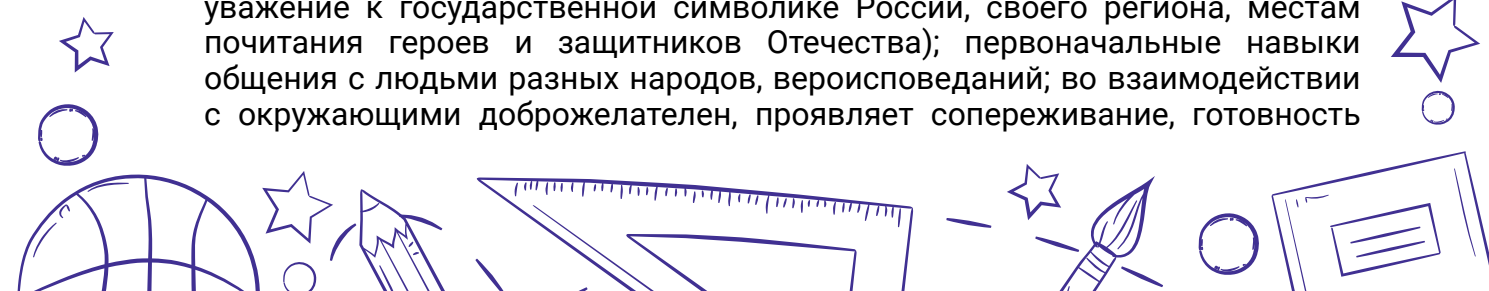 уважение к государственной символике России, своего региона, местам
почитания героев и защитников Отечества); первоначальные навыки
общения с людьми разных народов, вероисповеданий; во взаимодействии
с окружающими доброжелателен, проявляет сопереживание, готовность